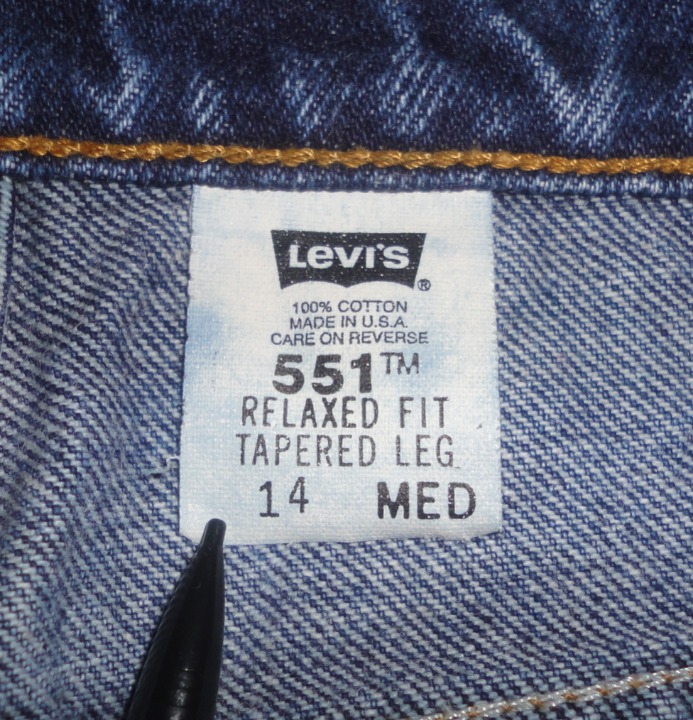 Levi's ®
100% COTTON
MADE IN U.S.A.
CARE ON REVERSE
551™
RELAXED FIT
TAPERED LEG
14 MED